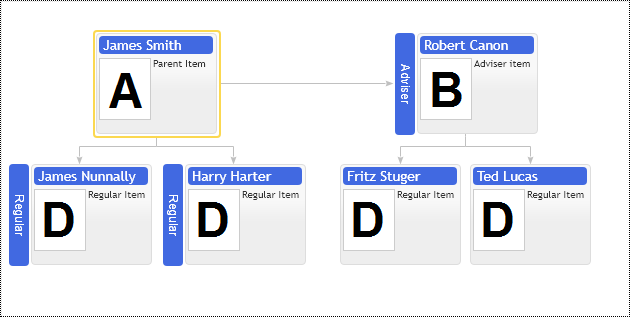 James Smith
Parent Item
A
Adviser
Robert Canon
Adviser item
B
Regular
James Nunnally
Regular Item
D
Regular
Harry Harter
Regular Item
D
Fritz Stuger
Regular Item
D
Ted Lucas
Regular Item
D